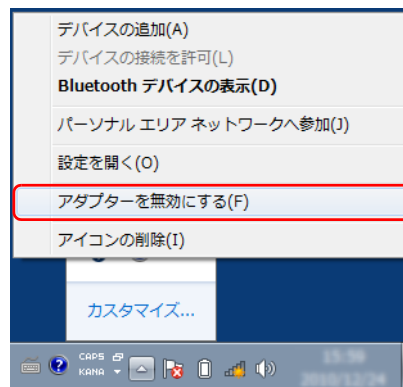 デバイスの追加(A)
デバイスの接続を許可(L)
Bluetooth デバイスの表示(D)
パーソナル エリア ネットワークへ参加(J)
設定を開く(O)
アダプターを無効にする(F)
アイコンの削除(I)
カスタマイズ...
CAPS
KANA
15:59
2010/12/24